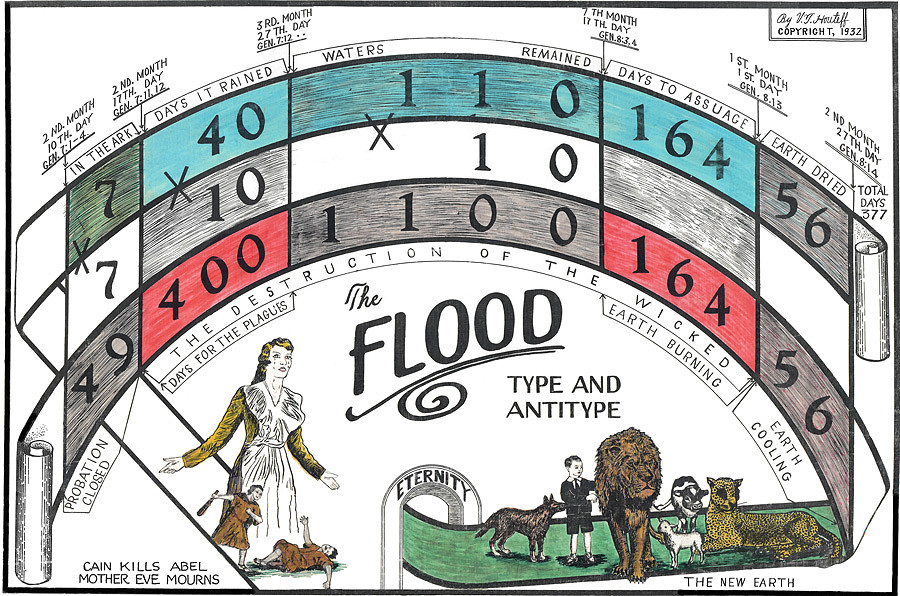 By V.T. Houteff
COPYRIGHT, 1932
2 ND. MONTH
10 TH. DAY
GEN. 7:1-4
2 ND. MONTH
17 TH. DAY
GEN. 7:11, 12
3 RD. MONTH
27 TH. DAY
GEN. 7:12
7 TH MONTH
17 TH. DAY
GEN. 8:3,4
1 ST. MONTH
1 ST. DAY
GEN. 8:13
2 ND MONTH
27 TH. DAY
GEN. 8:14
TOTAL
DAYS
377
IN THE ARK
DAYS IT RAINED
WATERS REMAINED
DAYS TO ASSUAGE
EARTH DRIED
7 40 110 164 56
X X X
7 10 10
49 400 1100 164 56
THE DESTRUCTION OF THE WICKED
PROBATION
CLOSED
DAYS FOR THE PLAGUES
EARTH BURNING
EARTH
COOLING
The
FLOOD
TYPE AND
ANTITYPE
ETERNITY
CAIN KILLS ABEL
MOTHER EVE MOURNS
THE NEW EARTH